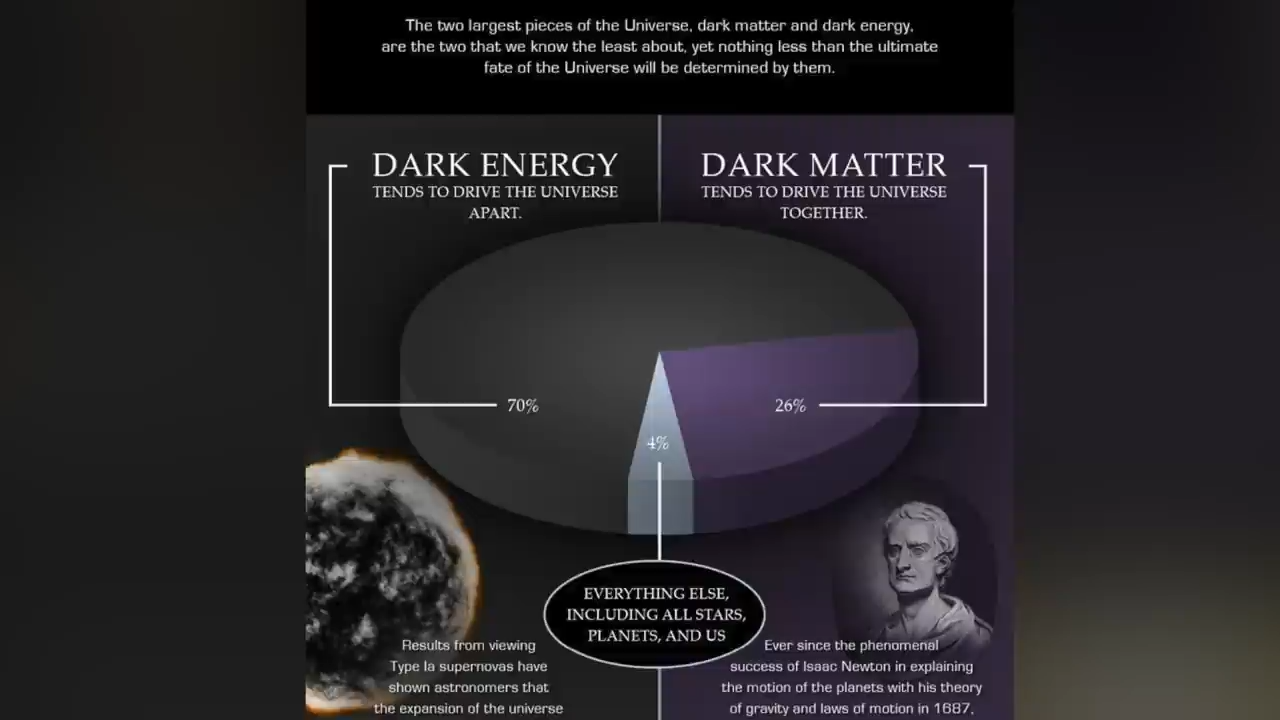 The two largest pieces of the Universe, dark matter and dark energy,
are the two that we know the least about, yet nothing less than the ultimate
fate of the Universe will be determined by them.
DARK ENERGY
TENDS TO DRIVE THE UNIVERSE
APART.
DARK MATTER
TENDS TO DRIVE THE UNIVERSE
TOGETHER.
70%
26%
4%
EVERYTHING ELSE,
INCLUDING ALL STARS,
PLANETS, AND US
Results from viewing
Type Ia supernovas have
shown astronomers that
the expansion of the universe
Ever since the phenomenal
success of Isaac Newton in explaining
the motion of the planets with his theory
of gravity and laws of motion in 1687,